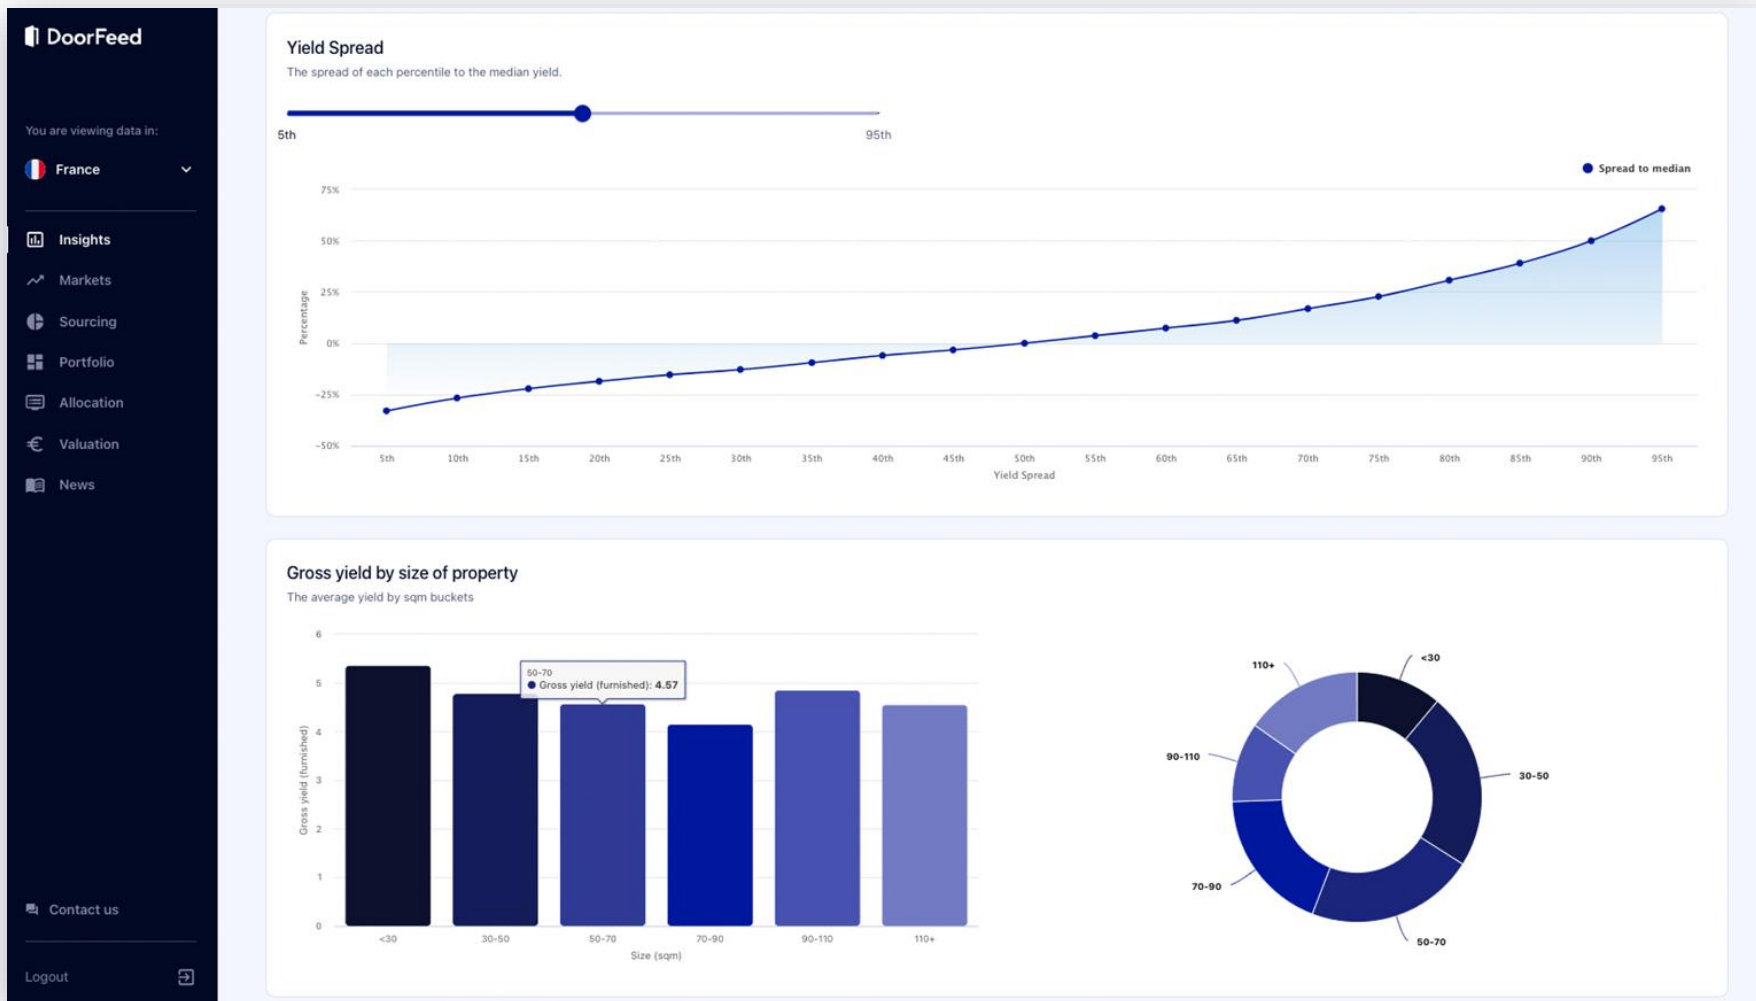 DoorFeed
You are viewing data in:
France
Insights
Markets
Sourcing
Portfolio
Allocation
Valuation
News
Contact us
Logout
Yield Spread
The spread of each percentile to the median yield.
5th 95th
Spread to median
75%
50%
25%
0%
-25%
-50%
Percentage
5th 10th 15th 20th 25th 30th 35th 40th 45th 50th 55th 60th 65th 70th 75th 80th 85th 90th 95th
Yield Spread
Gross yield by size of property
The average yield by sqm buckets
6
5
4
3
2
1
0
Gross yield (furnished)
50-70
Gross yield (furnished): 4.57
<30 30-50 50-70 70-90 90-110 110+
Size (sqm)
110+
<30
90-110
30-50
70-90
50-70